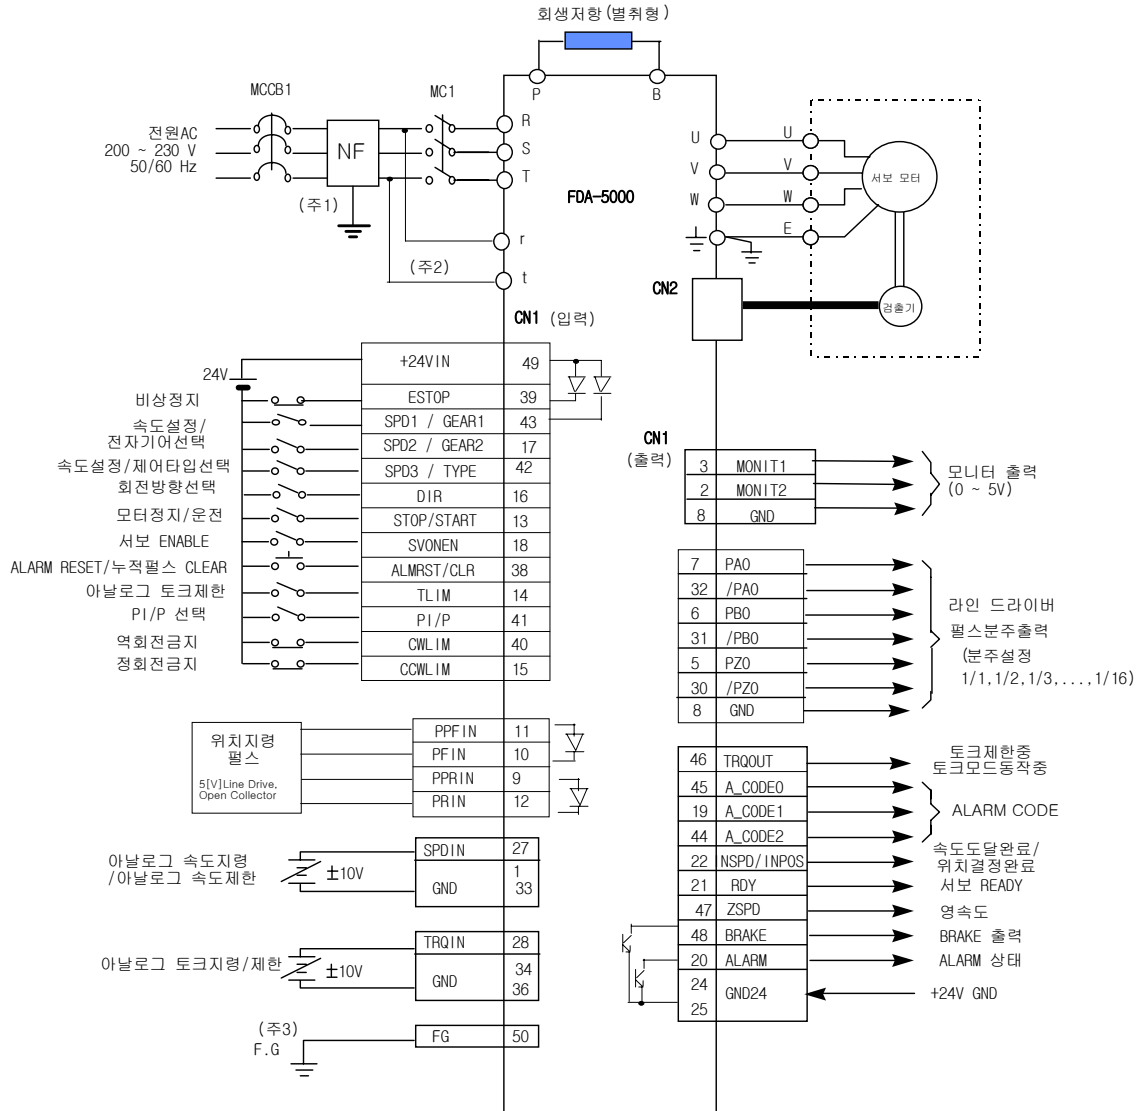 회생저항 (별취형)
P
B
MCCB1
MC1
전원AC
200 ~ 230 V
50/60 Hz
NF
(주1)
(주2)
R
S
T
r
t
FDA-5000
U
V
W
U
V
W
E
서보 모터
검출기
CN2
CN1 (입력)
24V
+24VIN 49
비상정지 ESTOP 39
속도설정/
전자기어선택
SPD1 / GEAR1 43
SPD2 / GEAR2 17
속도설정/제어타입선택 SPD3 / TYPE 42
회전방향선택 DIR 16
모터정지/운전 STOP/START 13
서보 ENABLE SVONEN 18
ALARM RESET/누적펄스 CLEAR ALMRST/CLR 38
아날로그 토크제한 TLIM 14
PI/P 선택 PI/P 41
역회전금지 CWLIM 40
정회전금지 CCWLIM 15
위치지령
펄스
5[V]Line Drive,
Open Collector
PPFIN 11
PFIN 10
PPRIN 9
PRIN 12
아날로그 속도지령
/아날로그 속도제한
±10V
SPDIN 27
GND
1
33
아날로그 토크지령/제한
±10V
TRQIN 28
GND
34
36
(주3)
F.G
FG 50
CN1
(출력)
3 MONIT1
2 MONIT2
8 GND
모니터 출력
(0 ~ 5V)
7 PAO
32 /PAO
6 PBO
31 /PBO
5 PZO
30 /PZO
8 GND
라인 드라이버
펄스분주출력
(분주설정
1/1,1/2,1/3,...,1/16)
46 TRQOUT
토크제한중
토크모드동작중
45 A_CODE0
19 A_CODE1
44 A_CODE2
ALARM CODE
22 NSPD/INPOS
속도도달완료/
위치결정완료
21 RDY 서보 READY
47 ZSPD 영속도
48 BRAKE BRAKE 출력
20 ALARM ALARM 상태
24
25
GND24
+24V GND